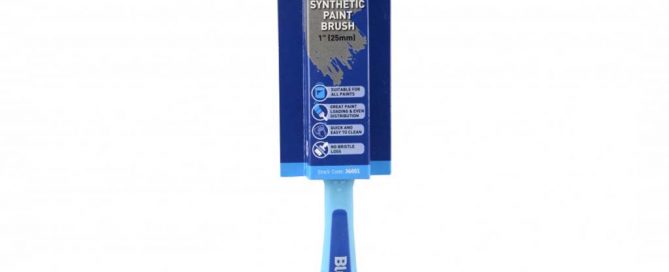 SYNTHETIC
PAINT
BRUSH
1" (25mm)
SUITABLE FOR
ALL PAINTS
GREAT PAINT
LOADING & EVEN
DISTRIBUTION
QUICK AND
EASY TO CLEAN
NO BRISTLE
LOSS
Stock Code: 36001